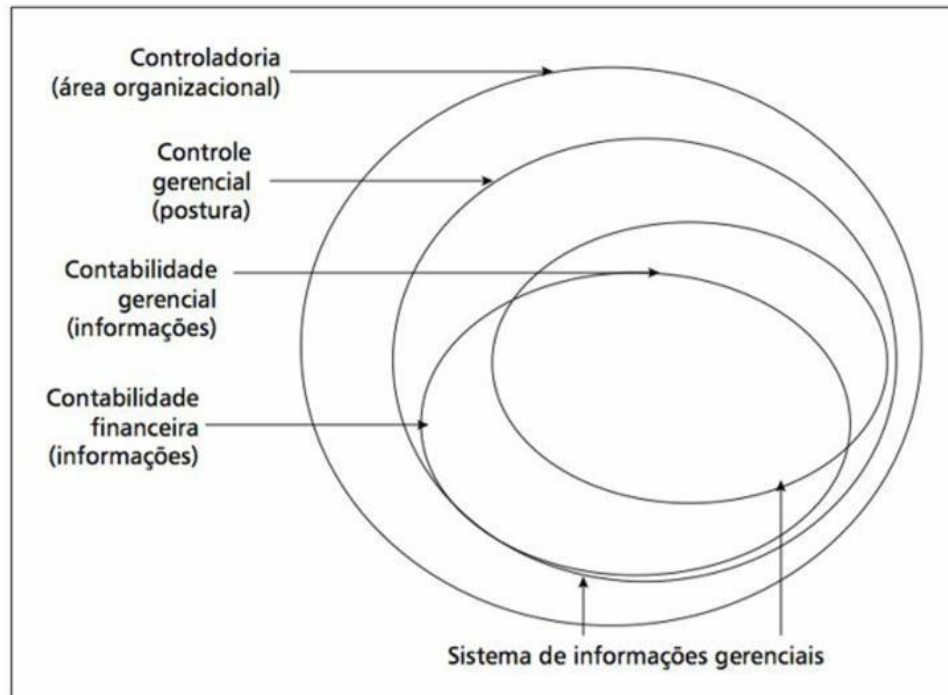 Controladoria
(área organizacional)
Controle
gerencial
(postura)
Contabilidade
gerencial
(informações)
Contabilidade
financeira
(informações)
Sistema de informações gerenciais